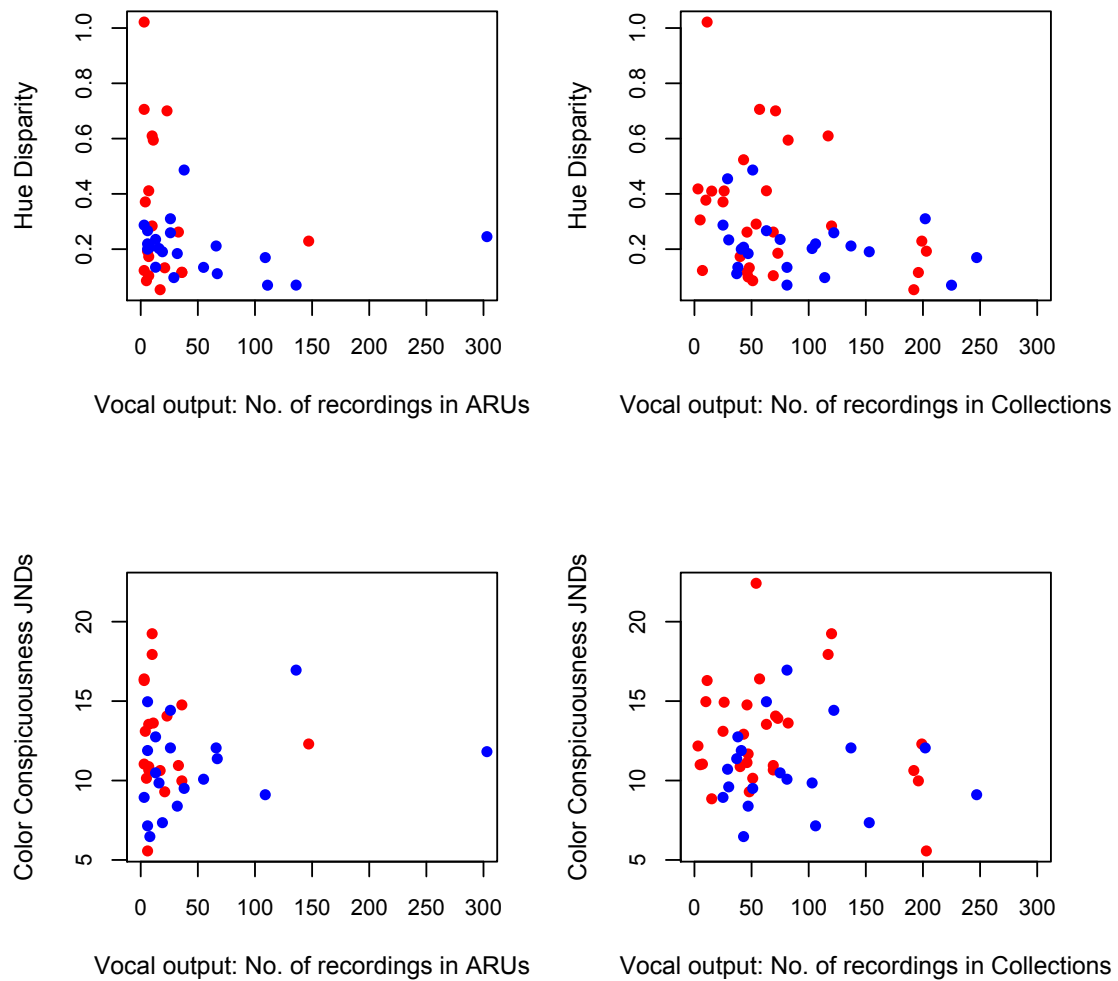 Hue Disparity
0.2 0.4 0.6 0.8 1.0
0 50 100 150 200 250 300
Vocal output: No. of recordings in ARUs
Hue Disparity
0.2 0.4 0.6 0.8 1.0
0 50 100 150 200 250 300
Vocal output: No. of recordings in Collections
Color Conspicuousness JNDs
5 10 15 20
0 50 100 150 200 250 300
Vocal output: No. of recordings in ARUs
Color Conspicuousness JNDs
5 10 15 20
0 50 100 150 200 250 300
Vocal output: No. of recordings in Collections